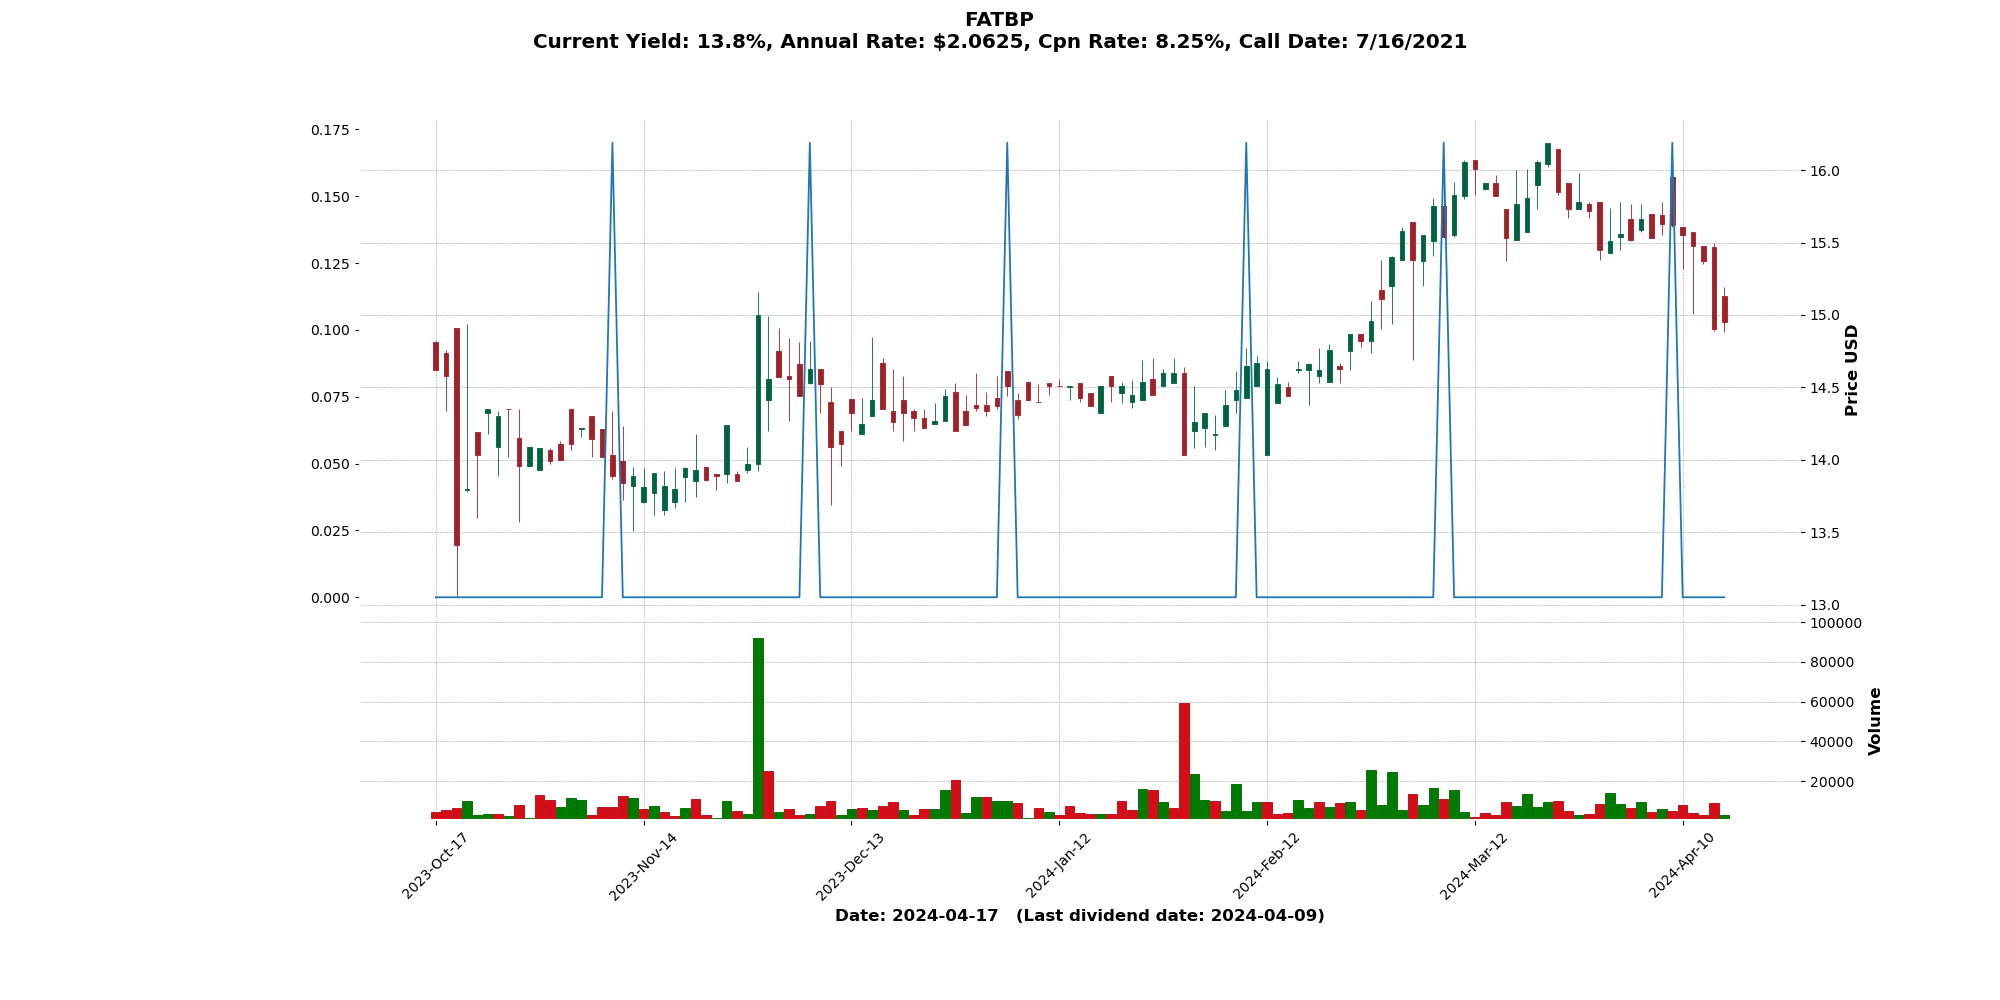 FATBP
Current Yield: 13.8%, Annual Rate: $2.0625, Cpn Rate: 8.25%, Call Date: 7/16/2021
0.175
0.150
0.125
0.100
0.075
0.050
0.025
0.000
16.0
15.5
15.0
14.5
14.0
13.5
13.0
Price USD
100000
80000
60000
40000
20000
Volume
2023-Oct-17
2023-Nov-14
2023-Dec-13
2024-Jan-12
2024-Feb-12
2024-Mar-12
2024-Apr-10
Date: 2024-04-17   (Last dividend date: 2024-04-09)